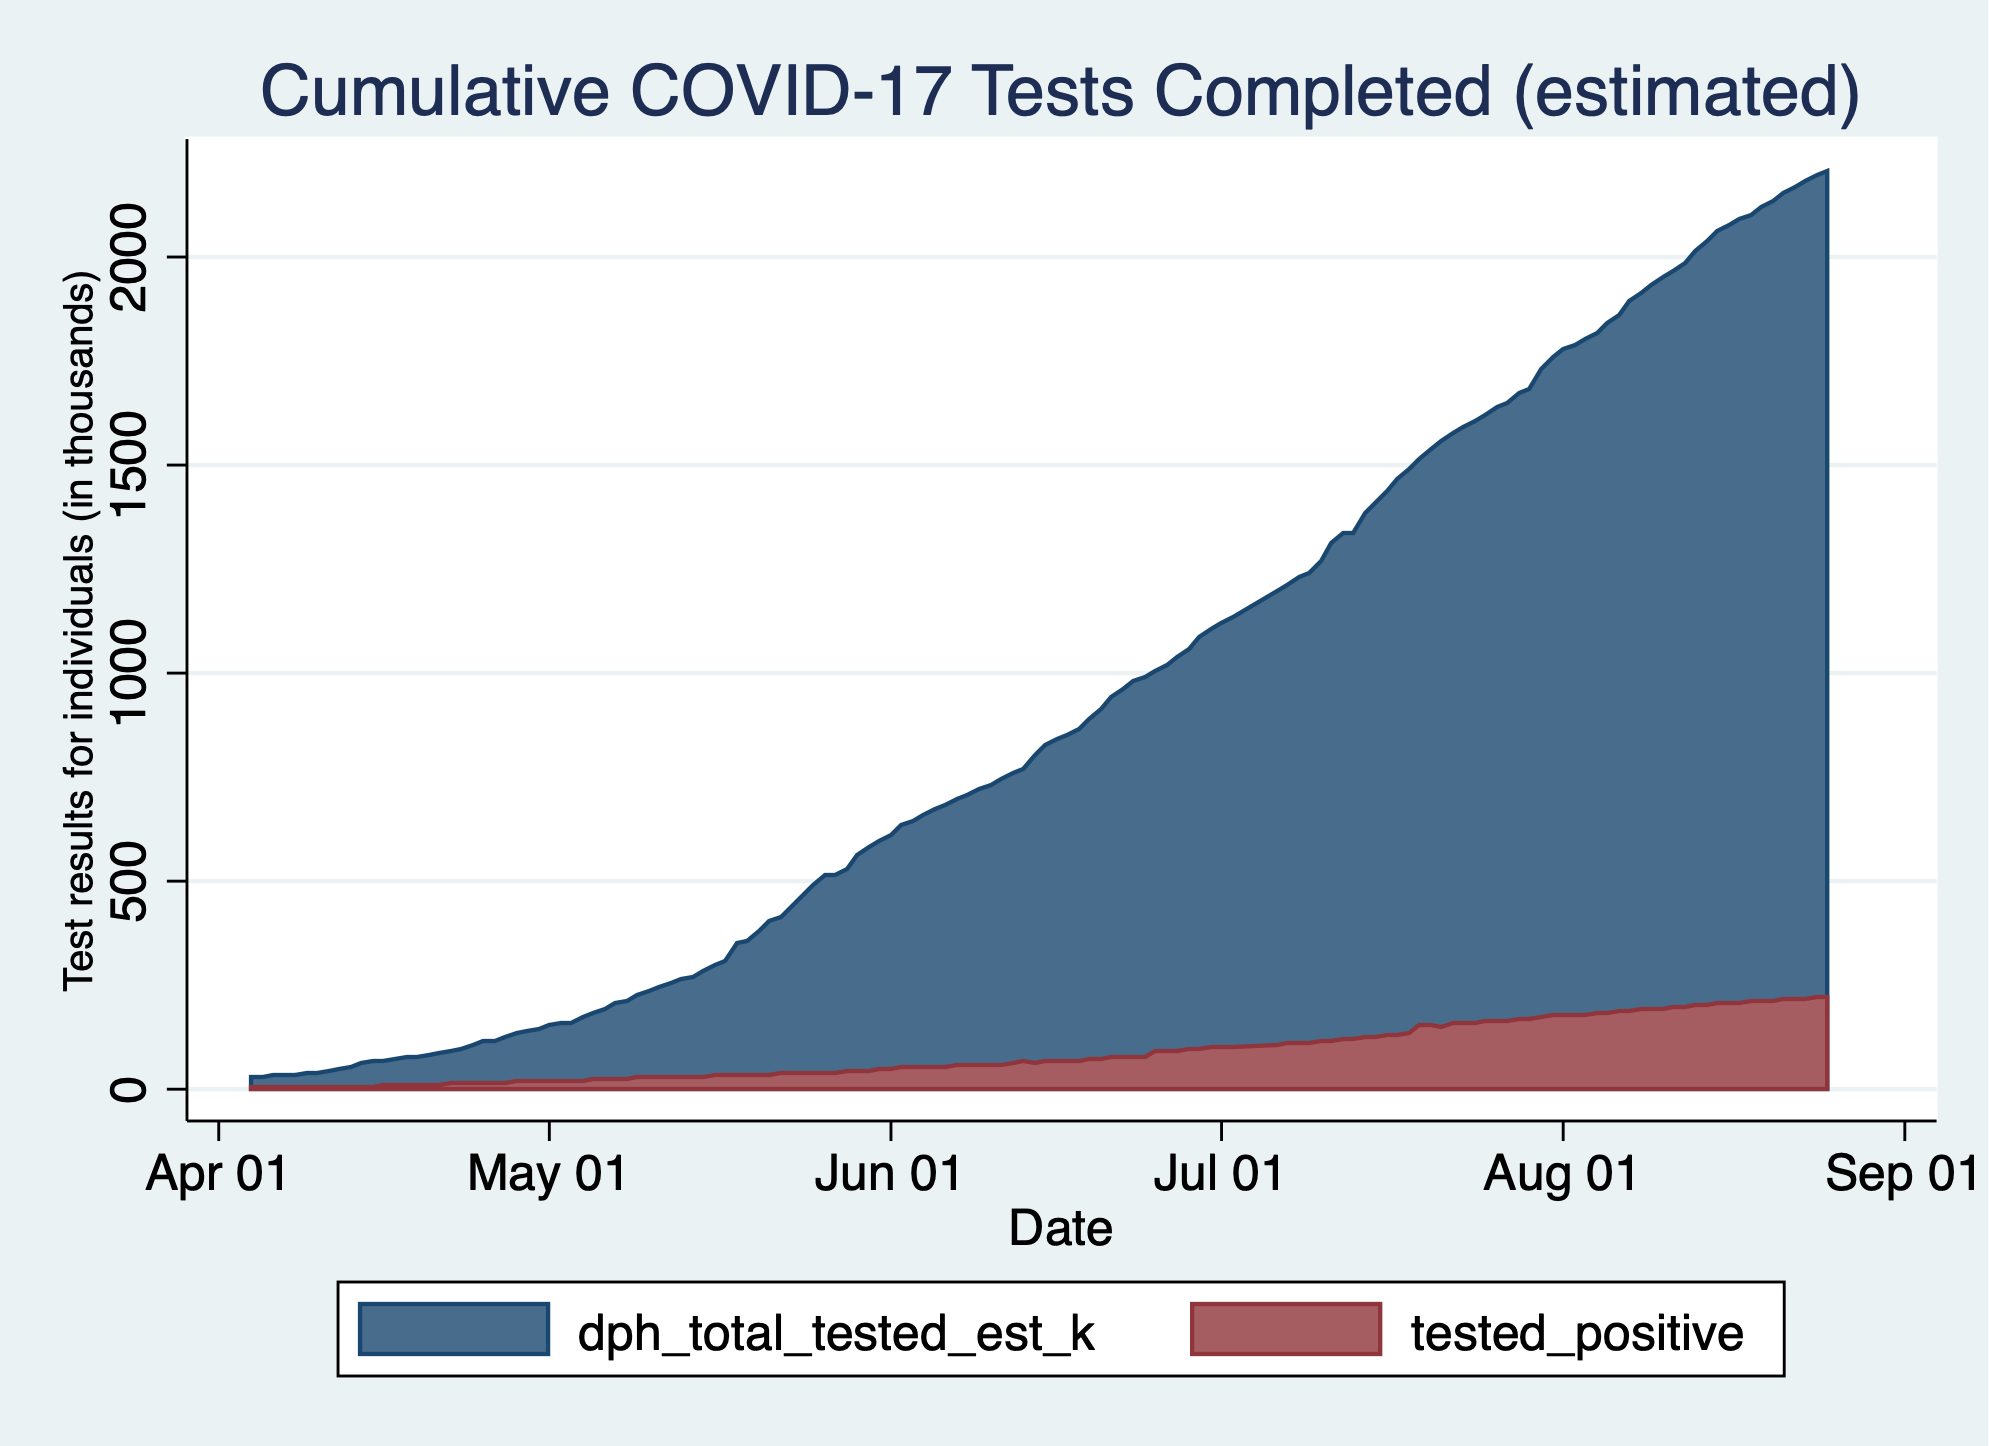 Cumulative COVID-17 Tests Completed (estimated)
Test results for individuals (in thousands)
2000
1500
1000
500
0
Apr 01
May 01
Jun 01
Jul 01
Aug 01
Sep 01
Date
dph_total_tested_est_k
tested_positive